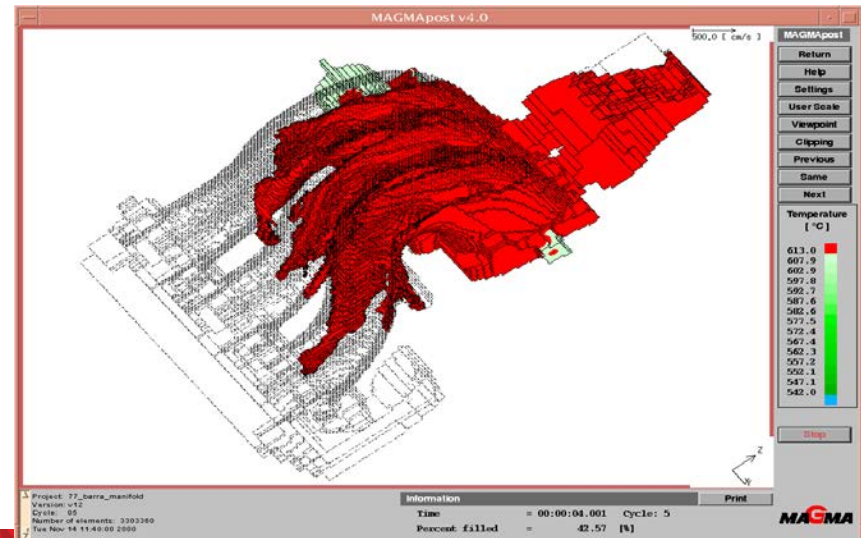 MAGMApost v4.0
500.0 [ cm/s ]
MAGMApost
Return
Help
Settings
User Scale
Viewpoint
Clipping
Previous
Same
Next
Temperature
[ °C ]
613.0
607.9
602.9
597.8
592.7
587.6
582.6
577.5
572.4
567.4
562.3
557.2
552.1
547.1
542.0
Stop
Z
Y
Project: 77_barra_manifold
Version: v12
Cycle: 05
Number of elements: 3303380
Tue Nov 14 11:40:00 2000
Information
Print
Time = 00:00:04.001 Cycle: 5
Percent filled = 42.57 [%]
MAGMA